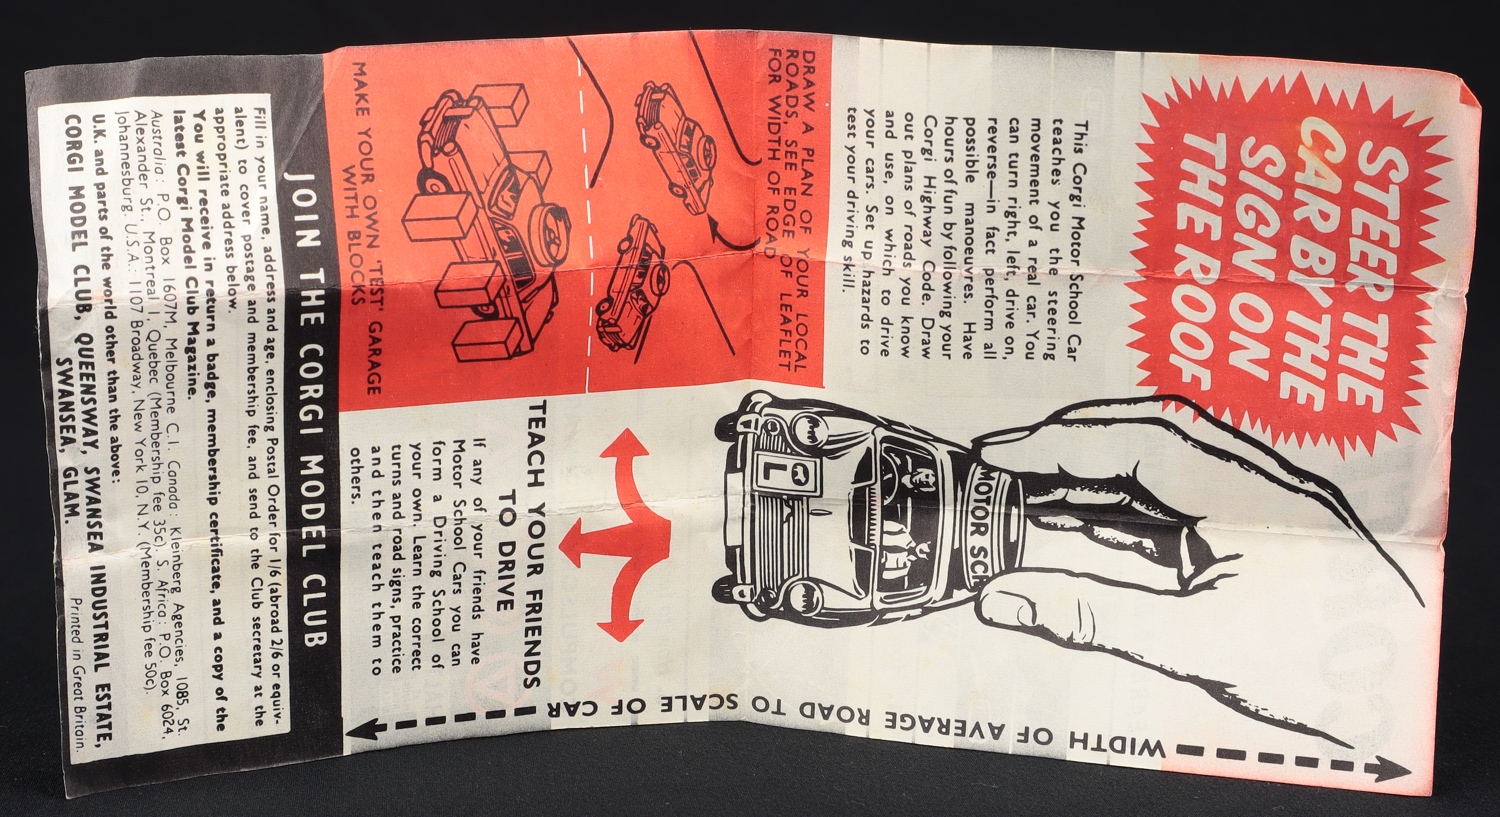 STEER THE
CAR BY THE
SIGN ON
THE ROOF
This Corgi Motor School Car
teaches you the steering
movement of a real car. You
can turn right, left, drive on,
reverse—in fact perform all
possible manoeuvres. Have
hours of fun by following your
Corgi Highway Code. Draw
out plans of roads you know
and use, on which to drive
your cars. Set up hazards to
test your driving skill.
MOTOR SCH
L
DRAW A PLAN OF YOUR LOCAL
ROADS, SEE EDGE OF LEAFLET
FOR WIDTH OF ROAD
MAKE YOUR OWN 'TEST' GARAGE
WITH BLOCKS
TEACH YOUR FRIENDS
TO DRIVE
If any of your friends have
Motor School Cars you can
form a Driving School of
your own. Learn the correct
turns and road signs, practice
and then teach them to
others.
WIDTH OF AVERAGE ROAD TO SCALE OF CAR
JOIN THE CORGI MODEL CLUB
Fill in your name, address and age, enclosing Postal Order for 1/6 (abroad 2/6 or equiv-
alent) to cover postage and membership fee, and send to the Club secretary at the
appropriate address below.
You will receive in return a badge, membership certificate, and a copy of the
latest Corgi Model Club Magazine.
Australia: P.O. Box 1607M, Melbourne C.1. Canada: Kleinberg Agencies, 1085, St.
Alexander St., Montreal 1, Quebec (Membership fee 35c). S. Africa: P.O. Box 6024,
Johannesburg. U.S.A.: 1107 Broadway, New York 10, N.Y. (Membership fee 50c).
U.K. and parts of the world other than the above:
CORGI MODEL CLUB, QUEENSWAY, SWANSEA INDUSTRIAL ESTATE,
SWANSEA, GLAM.
Printed in Great Britain.